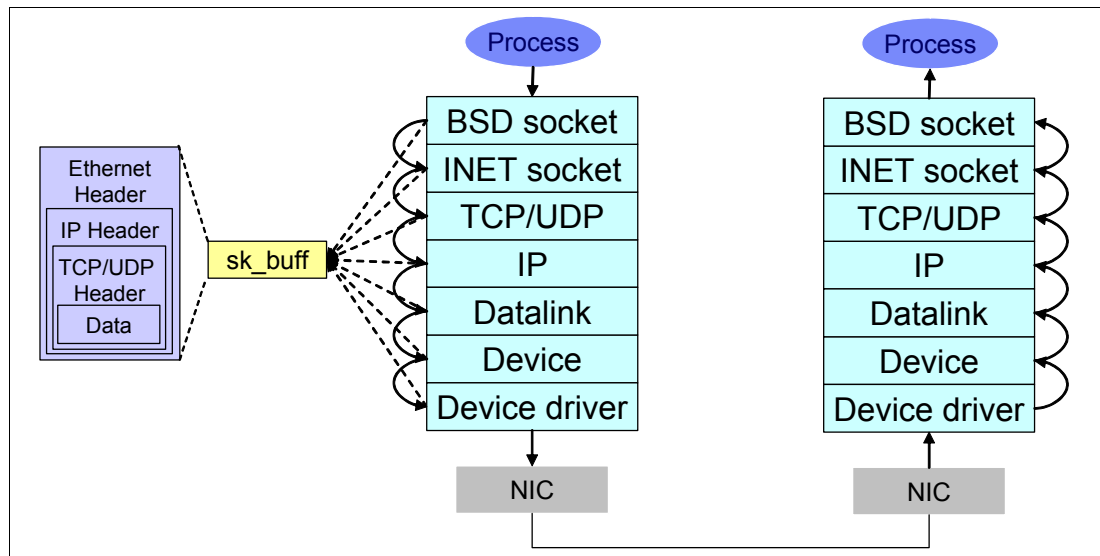 Process
BSD socket
INET socket
TCP/UDP
IP
Datalink
Device
Device driver
NIC
Ethernet
Header
IP Header
TCP/UDP
Header
Data
sk_buff
Process
BSD socket
INET socket
TCP/UDP
IP
Datalink
Device
Device driver
NIC